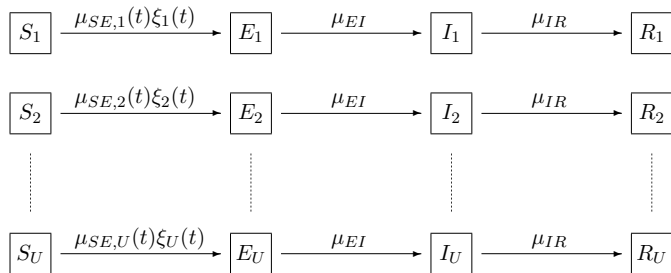 μ_{SE,1}(t)ξ_1(t) μ_{EI} μ_{IR}
S_1 E_1 I_1 R_1
μ_{SE,2}(t)ξ_2(t) μ_{EI} μ_{IR}
S_2 E_2 I_2 R_2
μ_{SE,U}(t)ξ_U(t) μ_{EI} μ_{IR}
S_U E_U I_U R_U